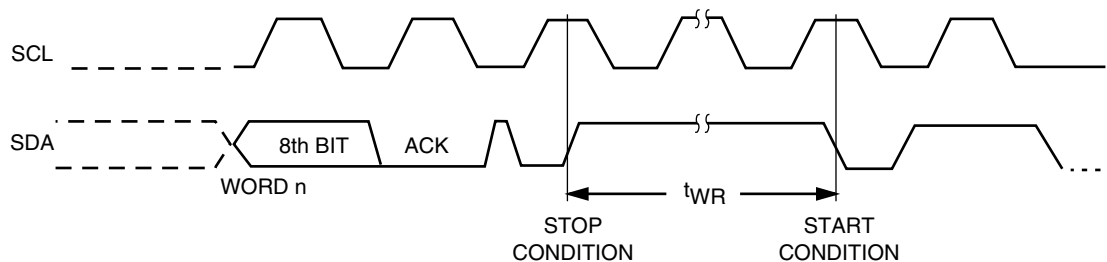 SCL
SDA
8th BIT
ACK
WORD n
tWR
STOP
CONDITION
START
CONDITION